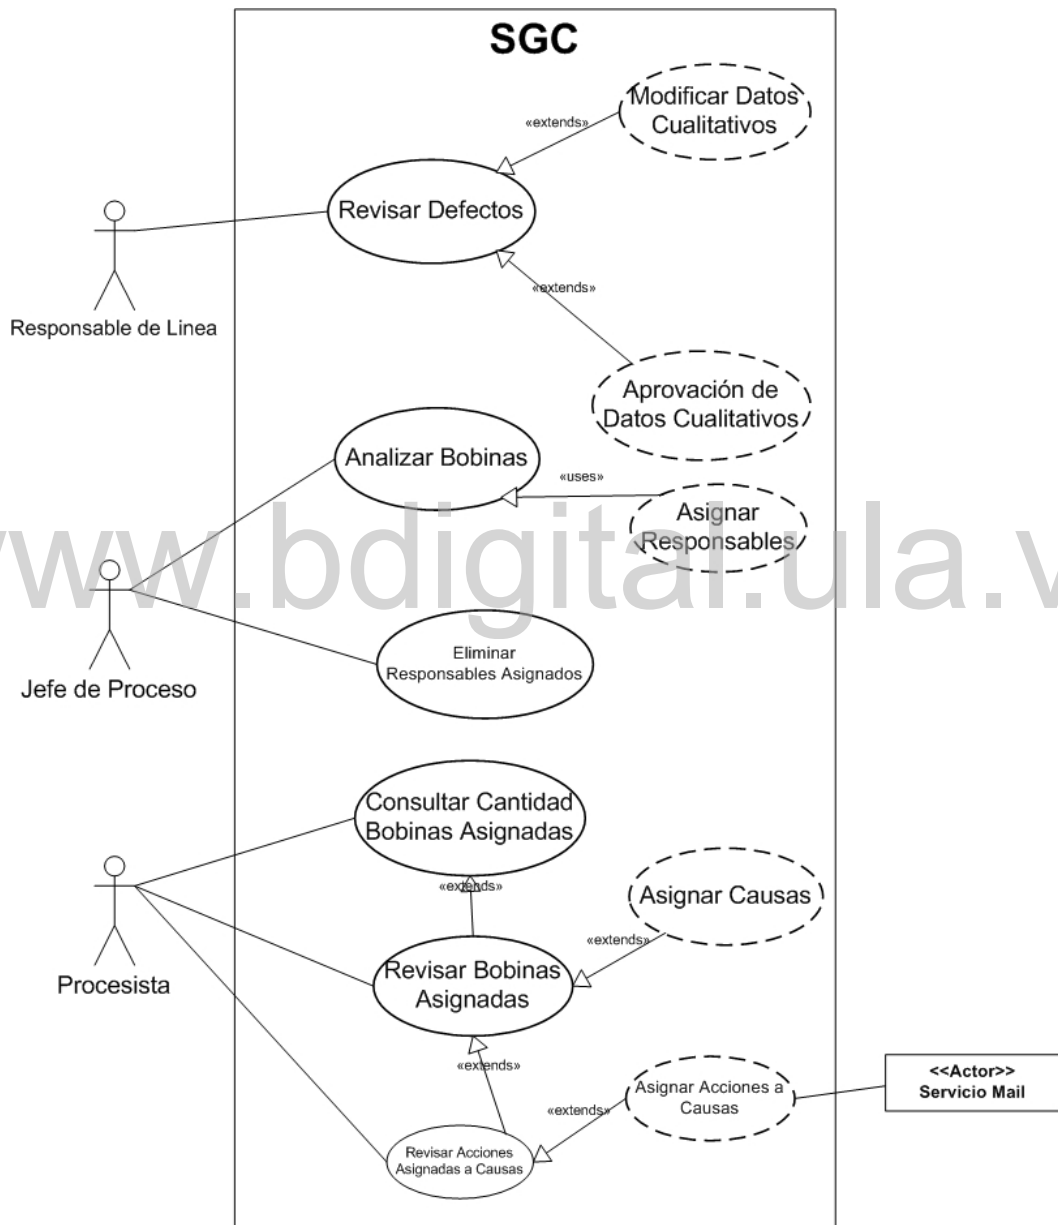 SGC
Modificar Datos
Cualitativos
«extends»
Revisar Defectos
Responsable de Linea
«extends»
Aprovación de
Datos Cualitativos
Analizar Bobinas
«uses»
Asignar
Responsables
www.bdigital.ula.v
Eliminar
Responsables Asignados
Jefe de Proceso
Consultar Cantidad
Bobinas Asignadas
«extends»
Asignar Causas
«extends»
Procesista
Revisar Bobinas
Asignadas
«extends»
Asignar Acciones a
Causas
<<Actor>>
Servicio Mail
«extends»
Revisar Acciones
Asignadas a Causas